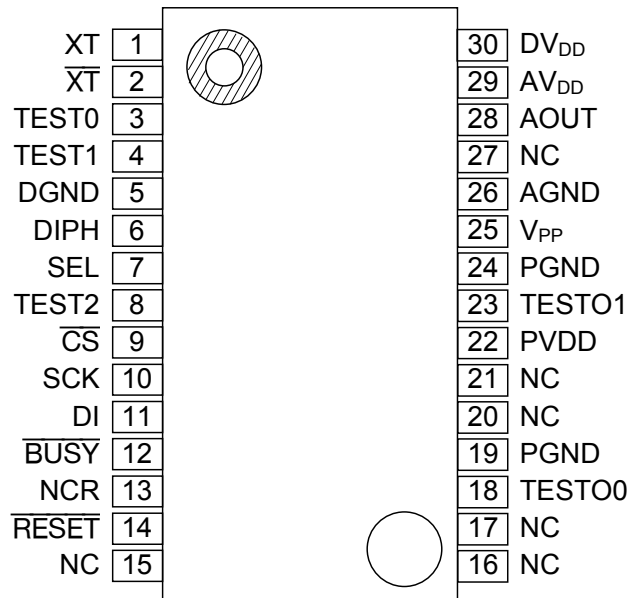 XT 1 30 DVDD
XT 2 29 AVDD
TEST0 3 28 AOUT
TEST1 4 27 NC
DGND 5 26 AGND
DIPH 6 25 VPP
SEL 7 24 PGND
TEST2 8 23 TESTO1
CS 9 22 PVDD
SCK 10 21 NC
DI 11 20 NC
BUSY 12 19 PGND
NCR 13 18 TESTO0
RESET 14 17 NC
NC 15 16 NC